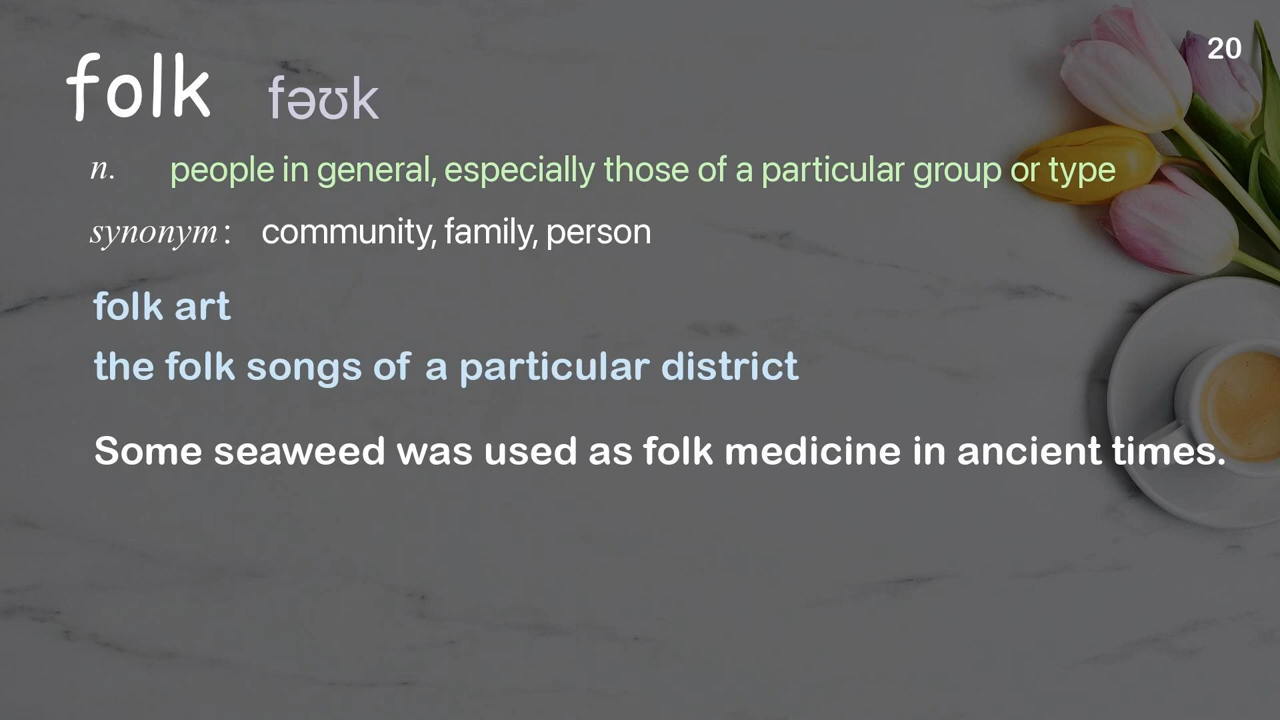 20
folk fəʊk
n. people in general, especially those of a particular group or type
synonym: community, family, person
folk art
the folk songs of a particular district
Some seaweed was used as folk medicine in ancient times.